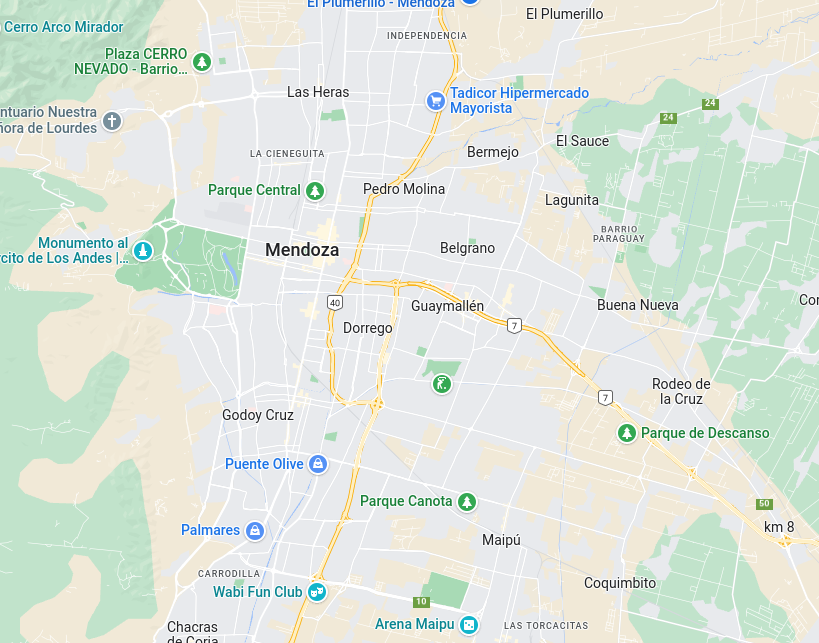 El Plumerillo - Mendoza
El Plumerillo
Cerro Arco Mirador
INDEPENDENCIA
Plaza CERRO
NEVADO - Barrio...
Las Heras
Tadicor Hipermercado
Mayorista
24
24
ntuario Nuestra
ñora de Lourdes
El Sauce
LA CIENEGUITA
Bermejo
Parque Central
Pedro Molina
Lagunita
BARRIO
PARAGUAY
Monumento al
rcito de Los Andes |...
Mendoza
Belgrano
40
Guaymallén
Buena Nueva
Cor
Dorrego
7
Rodeo de
la Cruz
7
Godoy Cruz
Parque de Descanso
Puente Olive
Parque Canota
50
Palmares
km 8
Maipú
CARRODILLA
Coquimbito
Wabi Fun Club
10
Chacras
de Coria
Arena Maipu
LAS TORCACITAS